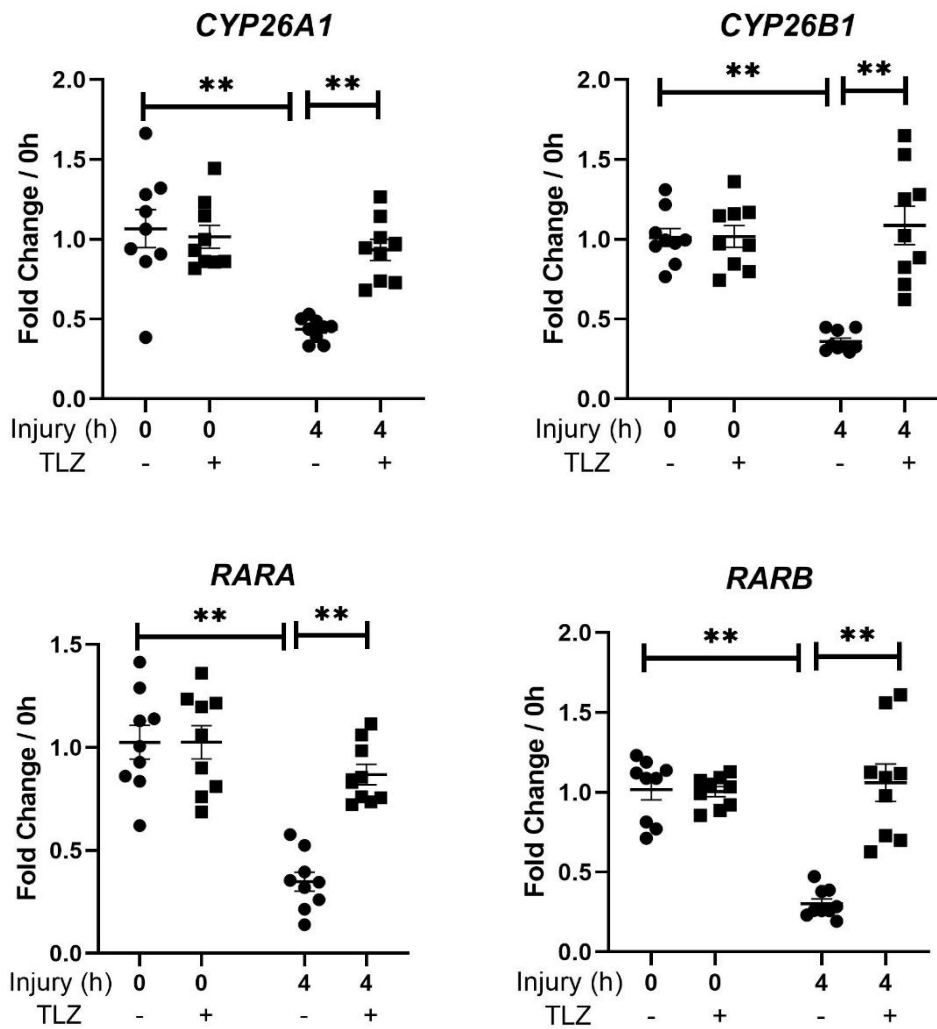 CYP26A1
** **
Fold Change / 0h
2.0
1.5
1.0
0.5
0.0
Injury (h) 0 0 4 4
TLZ - + - +
CYP26B1
** **
Fold Change / 0h
2.0
1.5
1.0
0.5
0.0
Injury (h) 0 0 4 4
TLZ - + - +
RARA
** **
Fold Change / 0h
1.5
1.0
0.5
0.0
Injury (h) 0 0 4 4
TLZ - + - +
RARB
** **
Fold Change / 0h
2.0
1.5
1.0
0.5
0.0
Injury (h) 0 0 4 4
TLZ - + - +